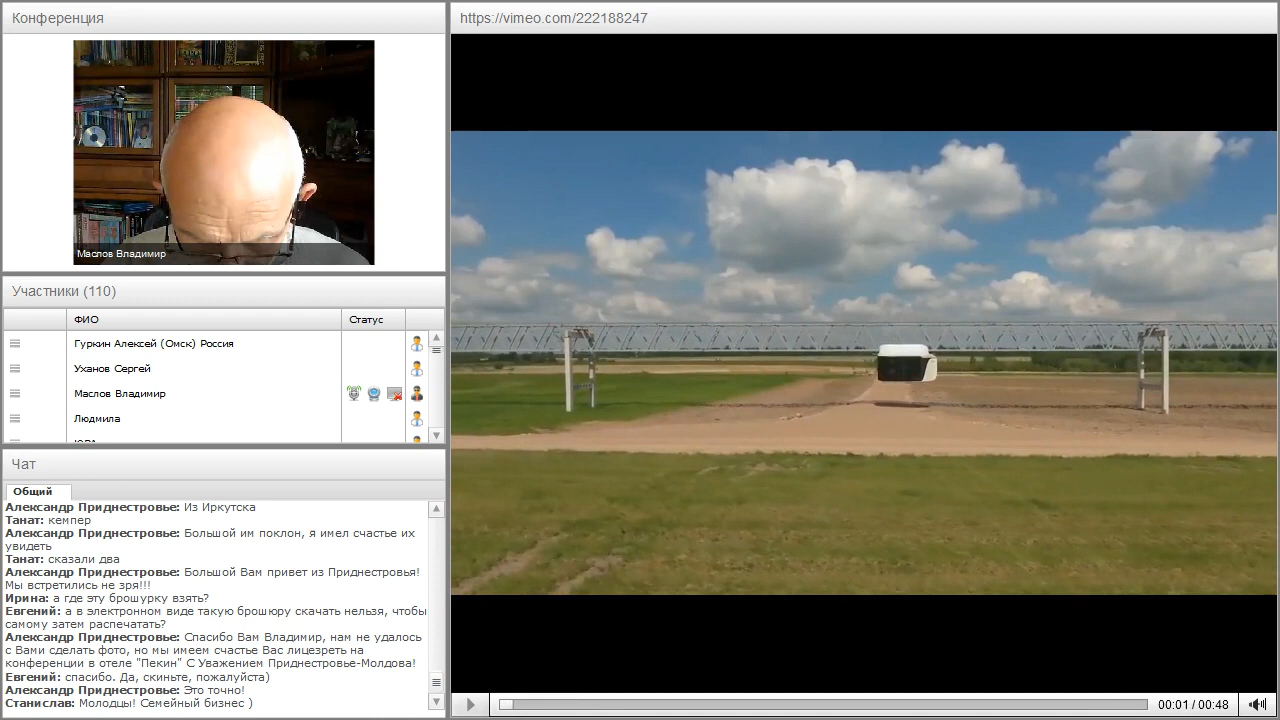 Конференция
Маслов Владимир
Участники (110)
ФИО
Статус
Гуркин Алексей (Омск) Россия
Уханов Сергей
Маслов Владимир
Людмила
Чат
Общий
Александр Приднестровье: Из Иркутска
Танат: кемпер
Александр Приднестровье: Большой им поклон, я имел счастье их
увидеть
Танат: сказали два
Александр Приднестровье: Большой Вам привет из Приднестровья!
Мы встретились не зря!!!
Ирина: а где эту брошурку взять?
Евгений: а в электронном виде такую брошюру скачать нельзя, чтобы
самому затем распечатать?
Александр Приднестровье: Спасибо Вам Владимир, нам не удалось
с Вами сделать фото, но мы имеем счастье Вас лицезреть на
конференции в отеле "Пекин" С Уважением Приднестровье-Молдова!
Евгений: спасибо. Да, скиньте, пожалуйста)
Александр Приднестровье: Это точно!
Станислав: Молодцы! Семейный бизнес )
https://vimeo.com/222188247
00:01 / 00:48